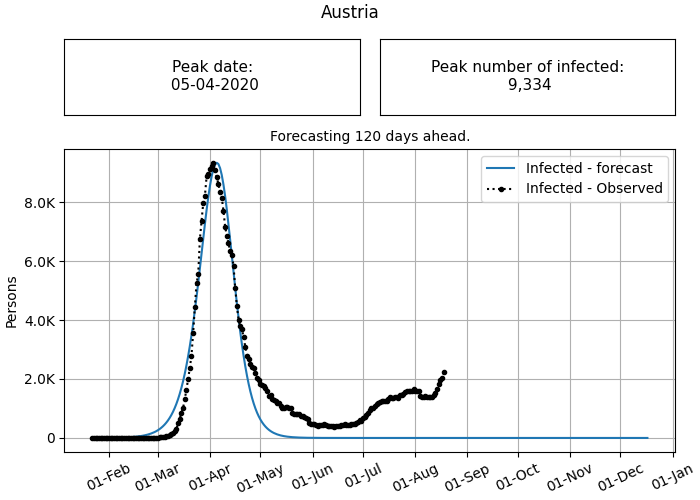 Austria
Peak date:
05-04-2020
Peak number of infected:
9,334
Forecasting 120 days ahead.
Infected - forecast
Infected - Observed
8.0K
6.0K
4.0K
2.0K
0
Persons
01-Feb
01-Mar
01-Apr
01-May
01-Jun
01-Jul
01-Aug
01-Sep
01-Oct
01-Nov
01-Dec
01-Jan